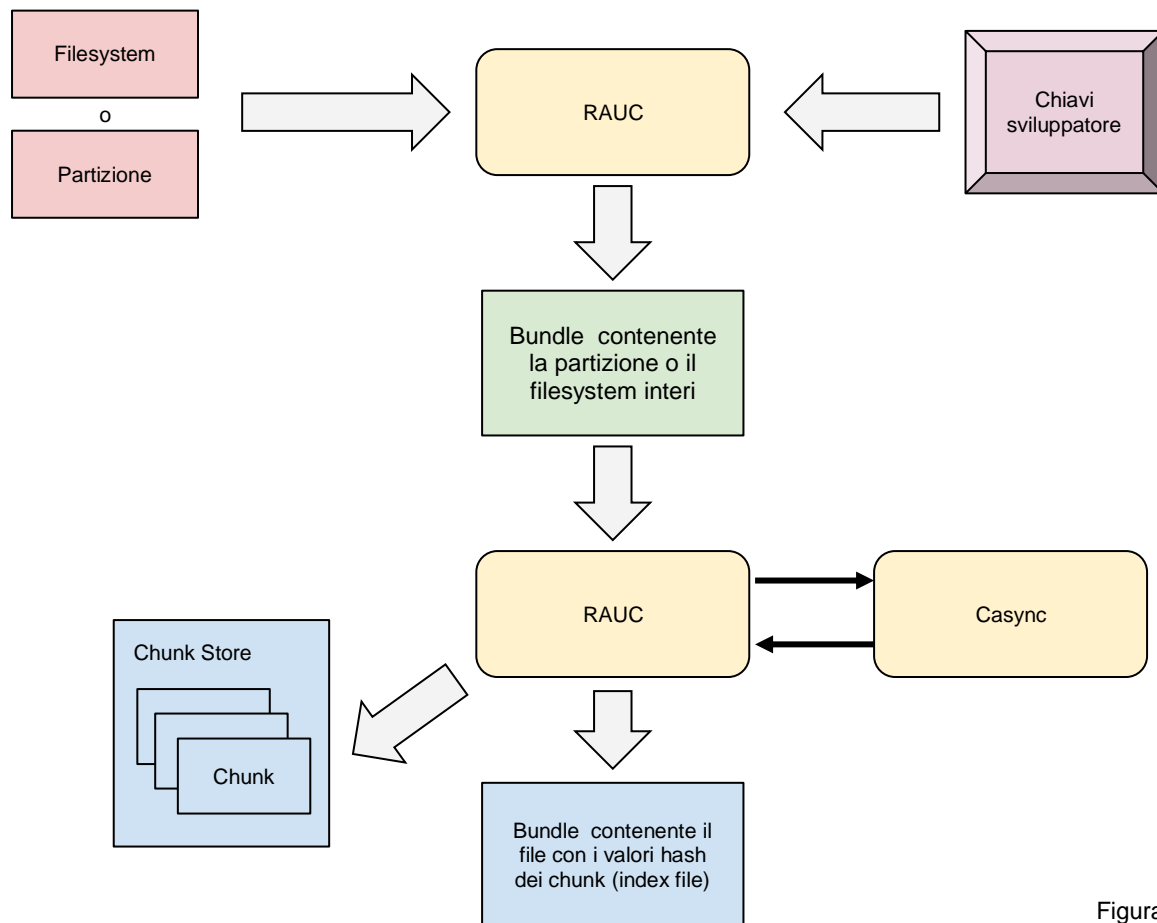 Filesystem
o
Partizione
RAUC
Chiavi
sviluppatore
Bundle contenente
la partizione o il
filesystem interi
RAUC
Casync
Chunk Store
Chunk
Bundle contenente il
file con i valori hash
dei chunk (index file)
Figura